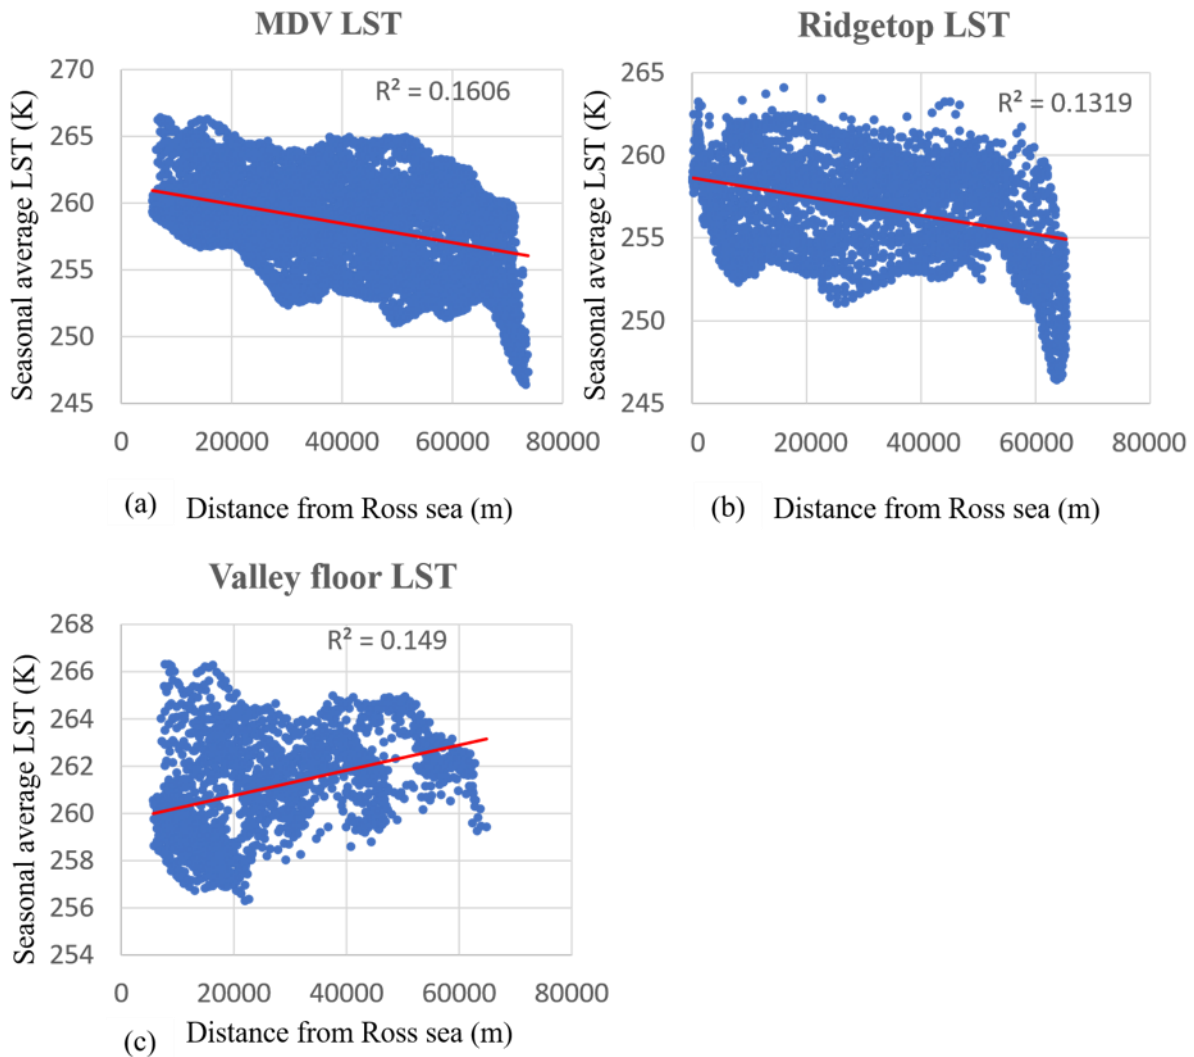 MDV LST
R² = 0.1606
Seasonal average LST (K)
270
265
260
255
250
245
0 20000 40000 60000 80000
(a) Distance from Ross sea (m)
Ridgetop LST
R² = 0.1319
Seasonal average LST (K)
265
260
255
250
245
0 20000 40000 60000 80000
(b) Distance from Ross sea (m)
Valley floor LST
R² = 0.149
Seasonal average LST (K)
268
266
264
262
260
258
256
254
0 20000 40000 60000 80000
(c) Distance from Ross sea (m)